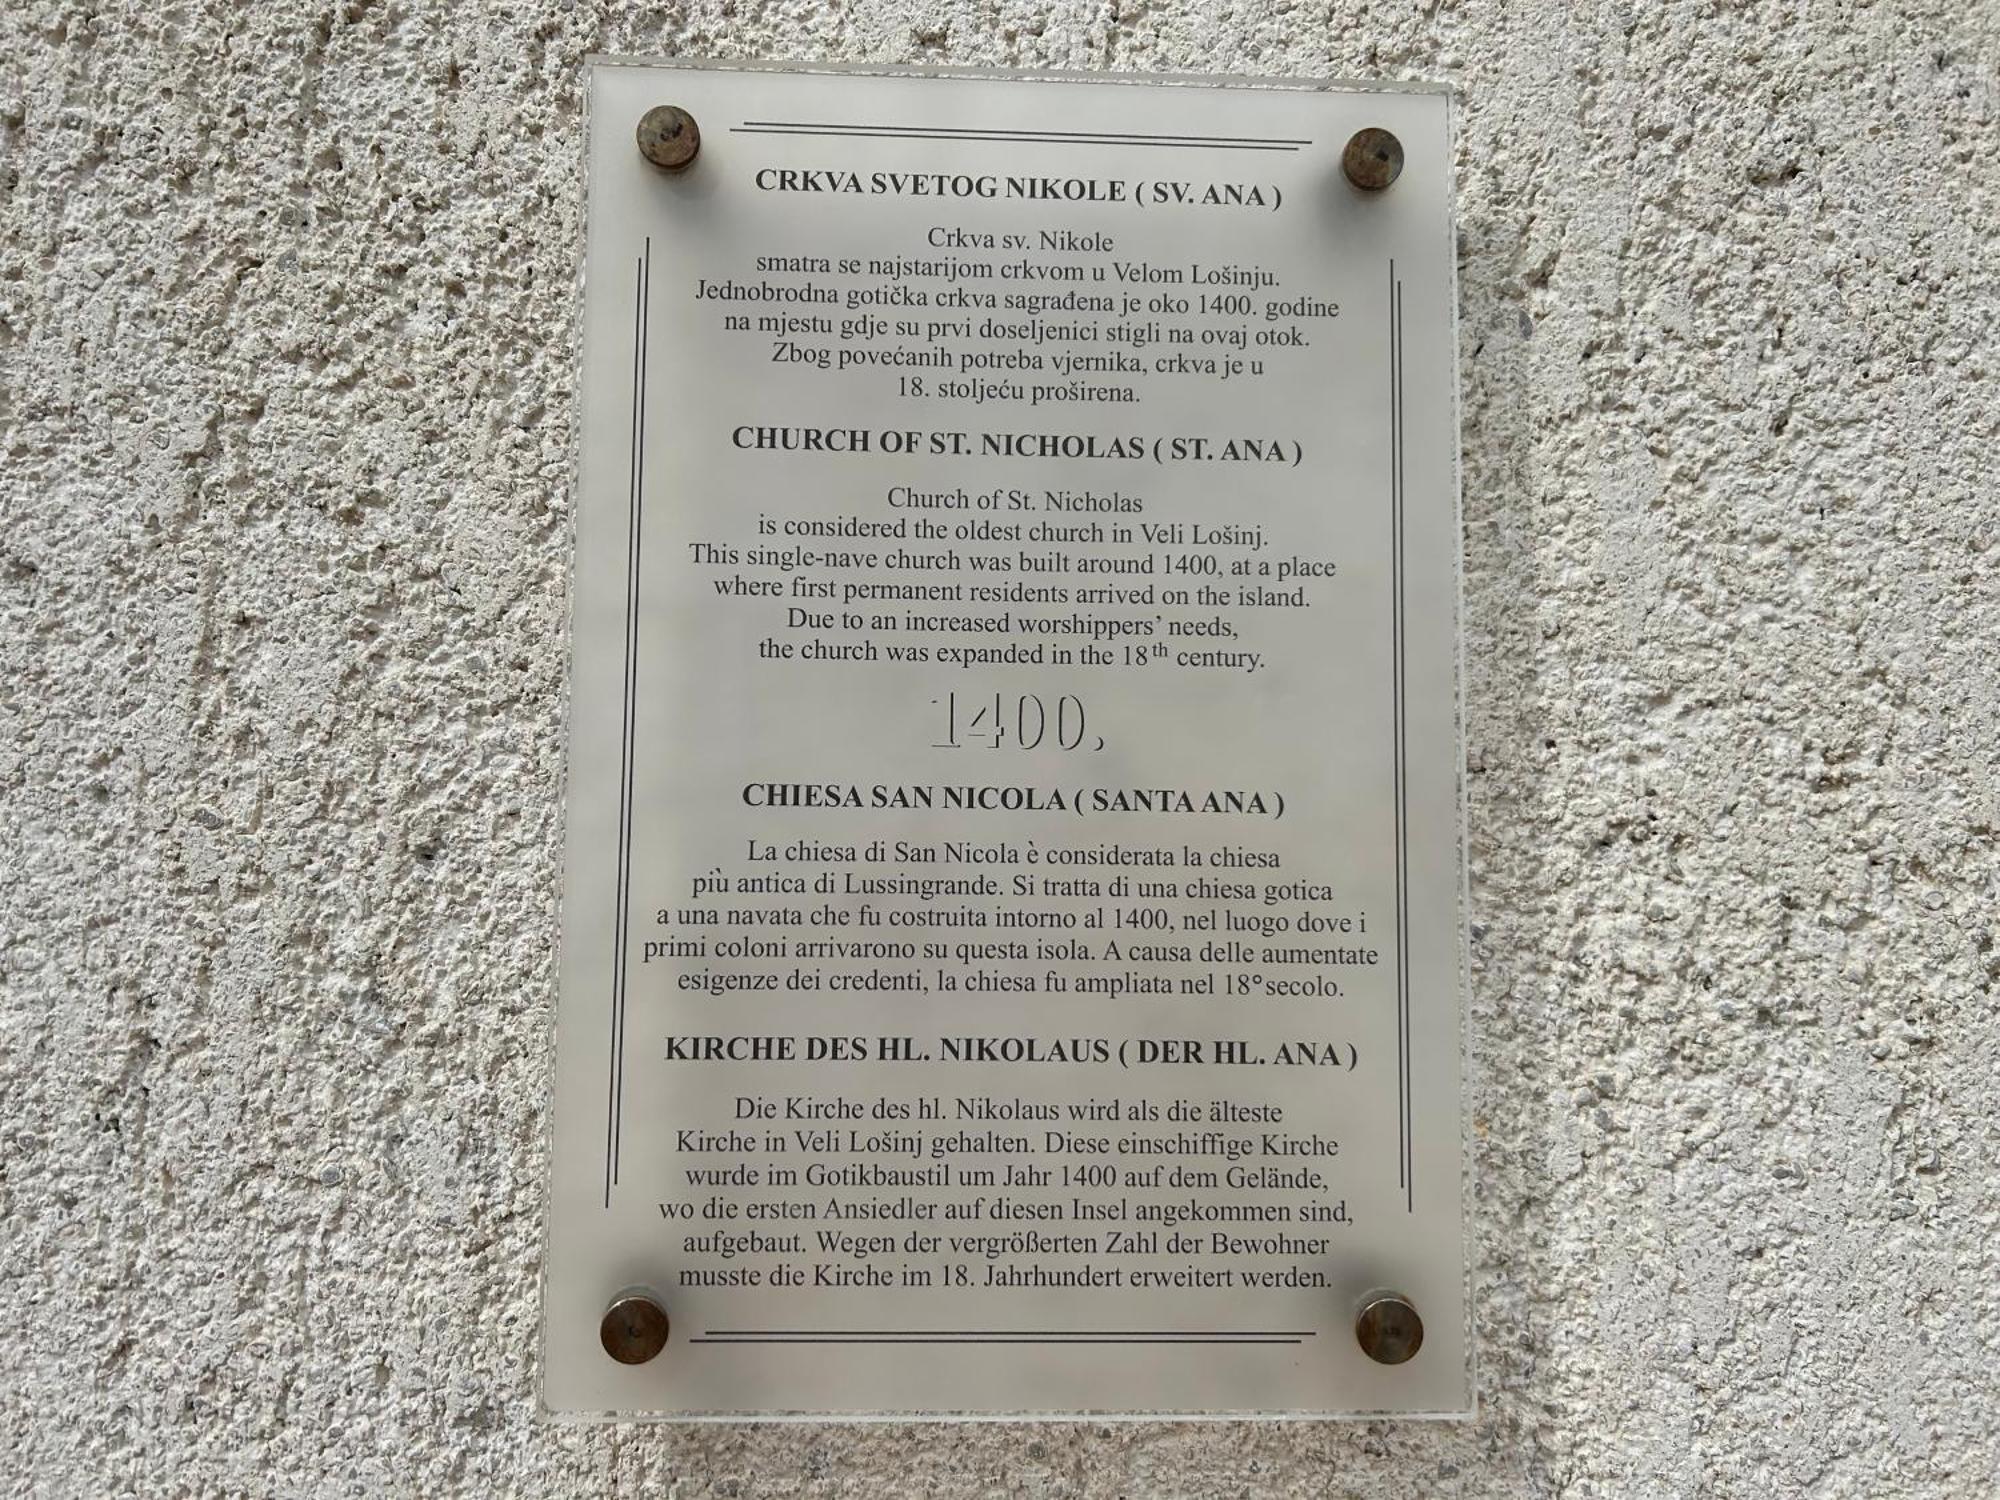 CRKVA SVETOG NIKOLE ( SV. ANA )
Crkva sv. Nikole
smatra se najstarijom crkvom u Velom Lošinju.
Jednobrodna gotička crkva sagrađena je oko 1400. godine
na mjestu gdje su prvi doseljenici stigli na ovaj otok.
Zbog povećanih potreba vjernika, crkva je u
18. stoljeću proširena.
CHURCH OF ST. NICHOLAS ( ST. ANA )
Church of St. Nicholas
is considered the oldest church in Veli Lošinj.
This single-nave church was built around 1400, at a place
where first permanent residents arrived on the island.
Due to an increased worshippers’ needs,
the church was expanded in the 18th century.
1400,
CHIESA SAN NICOLA ( SANTA ANA )
La chiesa di San Nicola è considerata la chiesa
più antica di Lussingrande. Si tratta di una chiesa gotica
a una navata che fu costruita intorno al 1400, nel luogo dove i
primi coloni arrivarono su questa isola. A causa delle aumentate
esigenze dei credenti, la chiesa fu ampliata nel 18° secolo.
KIRCHE DES HL. NIKOLAUS ( DER HL. ANA )
Die Kirche des hl. Nikolaus wird als die älteste
Kirche in Veli Lošinj gehalten. Diese einschiffige Kirche
wurde im Gotikbaustil um Jahr 1400 auf dem Gelände,
wo die ersten Ansiedler auf diesen Insel angekommen sind,
aufgebaut. Wegen der vergrößerten Zahl der Bewohner
musste die Kirche im 18. Jahrhundert erweitert werden.